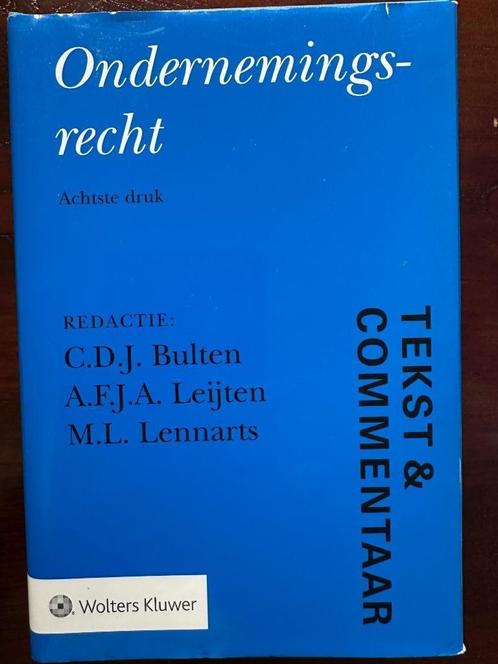 Ondernemings-
recht
Achtste druk
REDACTIE:
C.D.J. Bulten
A.F.J.A. Leijten
M.L. Lennarts
TEKST &
COMMENTAAR
Wolters Kluwer